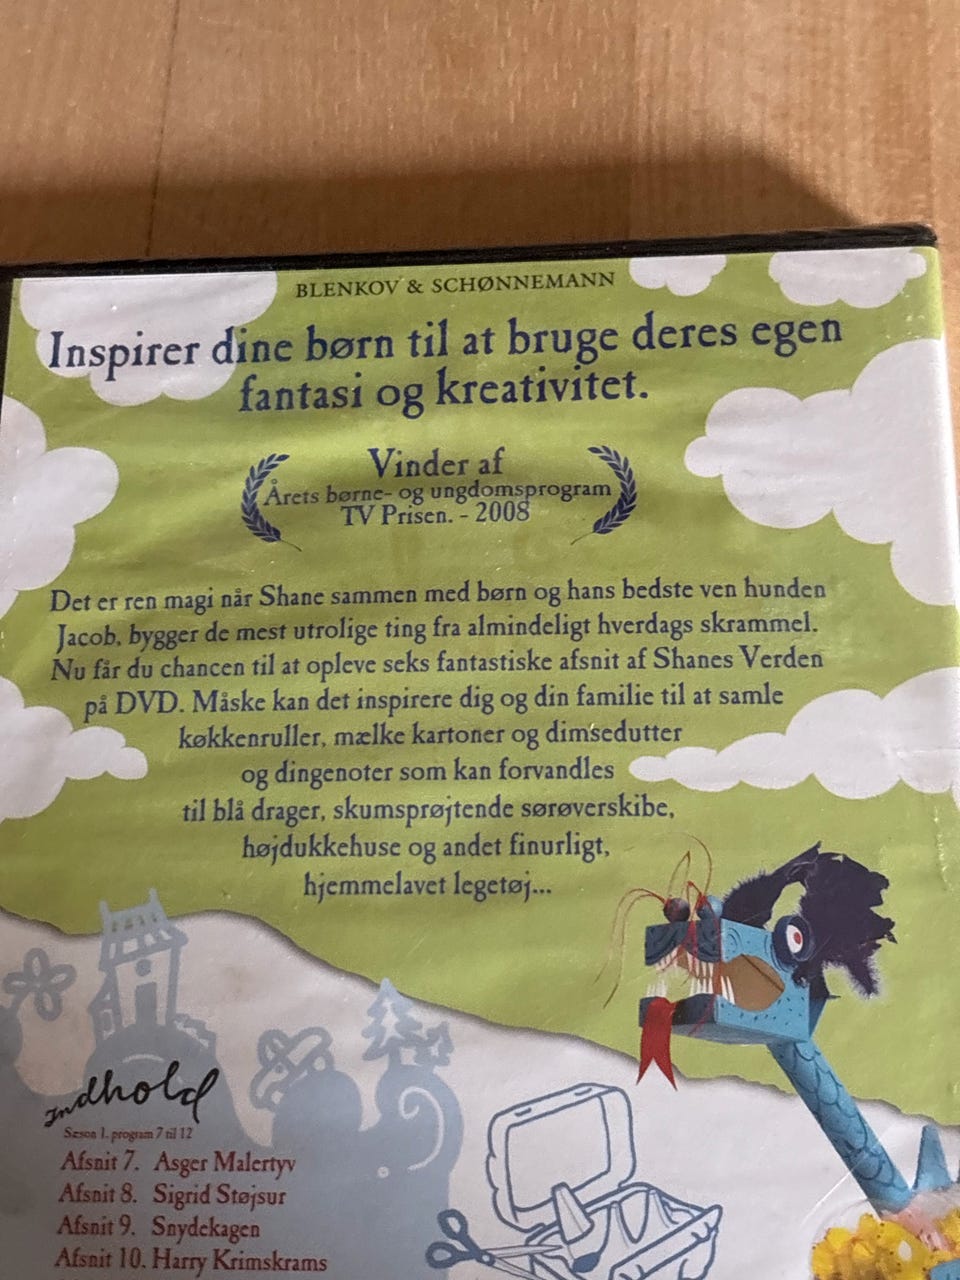 BLENKOV & SCHØNNEMANN
Inspirer dine børn til at bruge deres egen
fantasi og kreativitet.
Vinder af
Årets børne- og ungdomsprogram
TV Prisen. - 2008
Det er ren magi når Shane sammen med børn og hans bedste ven hunden
Jacob, bygger de mest utrolige ting fra almindeligt hverdags skrammel.
Nu får du chancen til at opleve seks fantastiske afsnit af Shanes Verden
på DVD. Måske kan det inspirere dig og din familie til at samle
køkkenruller, mælke kartoner og dimsedutter
og dingenoter som kan forvandles
til blå drager, skumsprøjtende sørøverskibe,
højdukkehuse og andet finurligt,
hjemmelavet legetøj...
Indhold
Sæson 1. program 7 til 12
Afsnit 7. Asger Malertyv
Afsnit 8. Sigrid Støjsur
Afsnit 9. Snydekagen
Afsnit 10. Harry Krimskrams